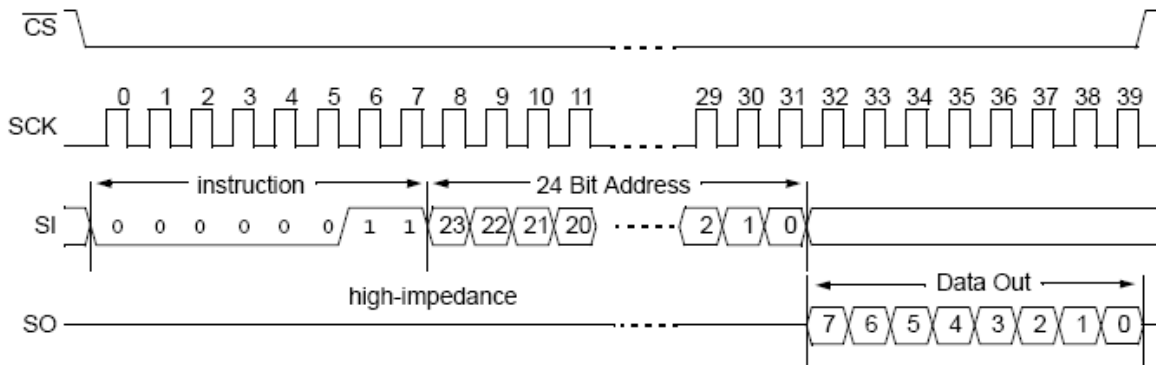 CS
0 1 2 3 4 5 6 7 8 9 10 11 29 30 31 32 33 34 35 36 37 38 39
SCK
instruction 24 Bit Address
SI 0 0 0 0 0 0 1 1 23 22 21 20 2 1 0
high-impedance Data Out
SO 7 6 5 4 3 2 1 0